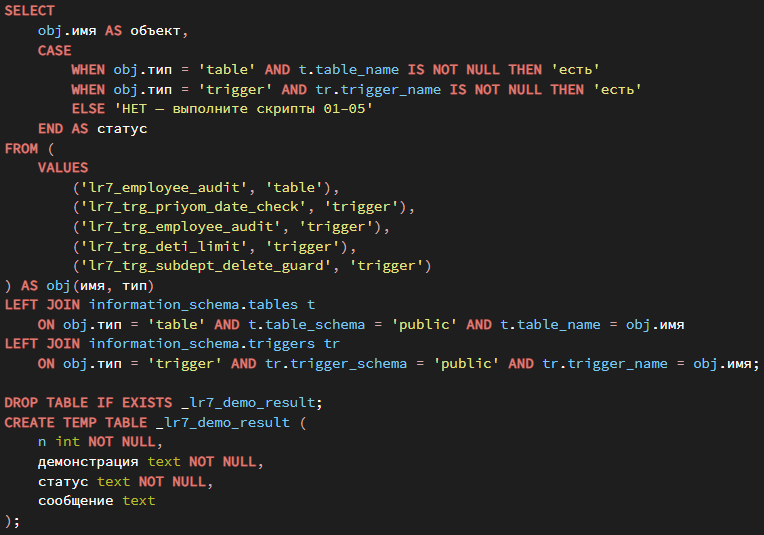 SELECT
    obj.имя AS объект,
    CASE
        WHEN obj.тип = 'table' AND t.table_name IS NOT NULL THEN 'есть'
        WHEN obj.тип = 'trigger' AND tr.trigger_name IS NOT NULL THEN 'есть'
        ELSE 'НЕТ — выполните скрипты 01–05'
    END AS статус
FROM (
    VALUES
        ('lr7_employee_audit', 'table'),
        ('lr7_trg_priyom_date_check', 'trigger'),
        ('lr7_trg_employee_audit', 'trigger'),
        ('lr7_trg_deti_limit', 'trigger'),
        ('lr7_trg_subdept_delete_guard', 'trigger')
) AS obj(имя, тип)
LEFT JOIN information_schema.tables t
    ON obj.тип = 'table' AND t.table_schema = 'public' AND t.table_name = obj.имя
LEFT JOIN information_schema.triggers tr
    ON obj.тип = 'trigger' AND tr.trigger_schema = 'public' AND tr.trigger_name = obj.имя;

DROP TABLE IF EXISTS _lr7_demo_result;
CREATE TEMP TABLE _lr7_demo_result (
    n int NOT NULL,
    демонстрация text NOT NULL,
    статус text NOT NULL,
    сообщение text
);